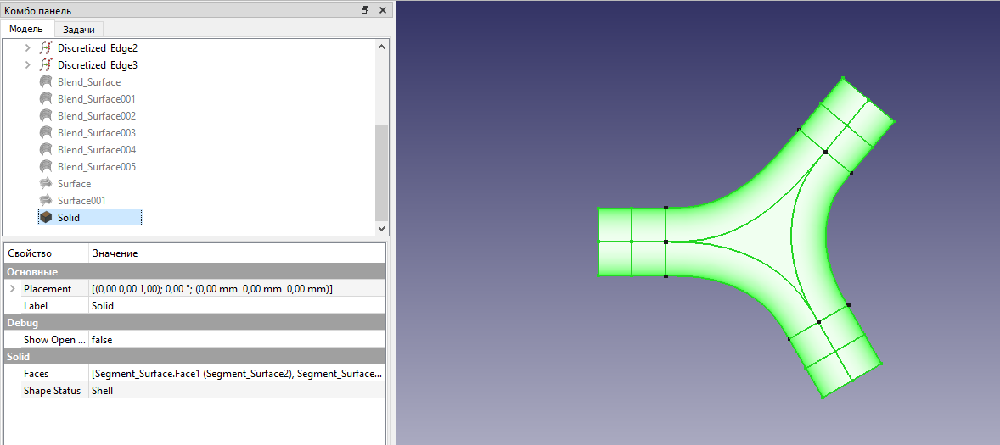 Комбо панель
Модель Задачи
Discretized_Edge2
Discretized_Edge3
Blend_Surface
Blend_Surface001
Blend_Surface002
Blend_Surface003
Blend_Surface004
Blend_Surface005
Surface
Surface001
Solid
Свойство Значение
Основные
Placement [(0,00 0,00 1,00); 0,00 °; (0,00 mm 0,00 mm 0,00 mm)]
Label Solid
Debug
Show Open ... false
Solid
Faces [Segment_Surface.Face1 (Segment_Surface2), Segment_Surface...
Shape Status Shell